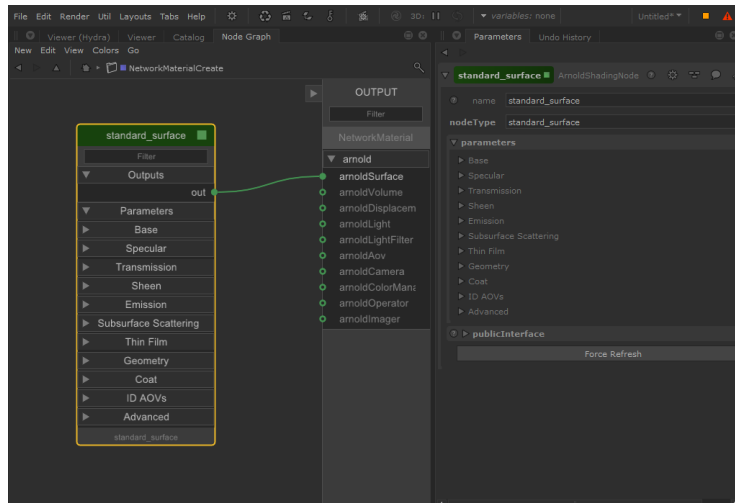 File Edit Render Util Layouts Tabs Help 30: variables: none Untitled*
Viewer (Hydra) Viewer Catalog Node Graph
New Edit View Colors Go
NetworkMaterialCreate
standard_surface
Filter
Outputs
out
Parameters
Base
Specular
Transmission
Sheen
Emission
Subsurface Scattering
Thin Film
Geometry
Coat
ID AOVs
Advanced
standard_surface
OUTPUT
Filter
NetworkMaterial
arnold
arnoldSurface
arnoldVolume
arnoldDisplacem
arnoldLight
arnoldLightFilter
arnoldAov
arnoldCamera
arnoldColorMana
arnoldOperator
arnoldImager
Parameters Undo History
standard_surface ArnoldShadingNode
name standard_surface
nodeType standard_surface
parameters
Base
Specular
Transmission
Sheen
Emission
Subsurface Scattering
Thin Film
Geometry
Coat
ID AOVs
Advanced
publicInterface
Force Refresh